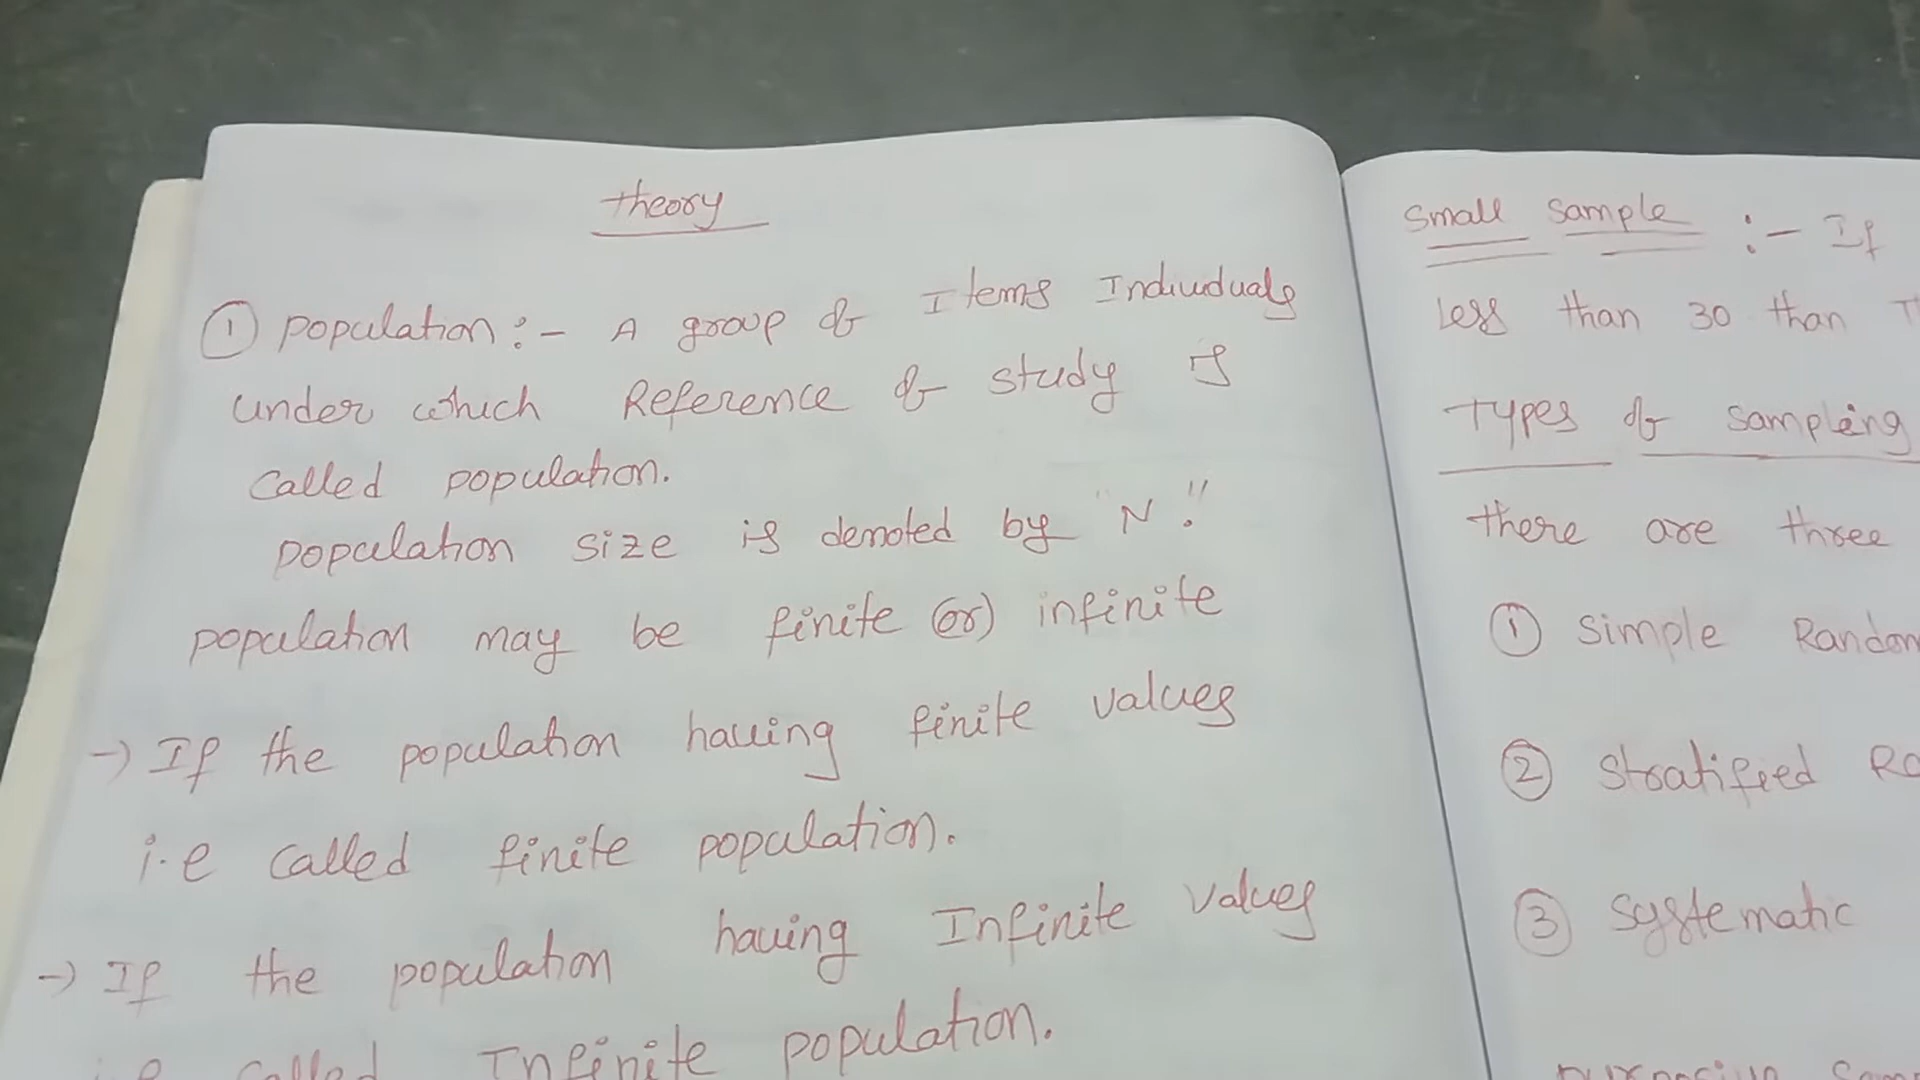 theory
① population :- A group of Items Individuals
under which Reference of study is
called population.
population size is denoted by "N".
population may be finite (or) infinite
→ If the population having finite values
i.e called finite population.
→ If the population having Infinite values
i.e called Infinite population.
Small Sample :- If
less than 30 than
Types of sampling
there are three
① Simple Random
② Stratified
③ Systematic